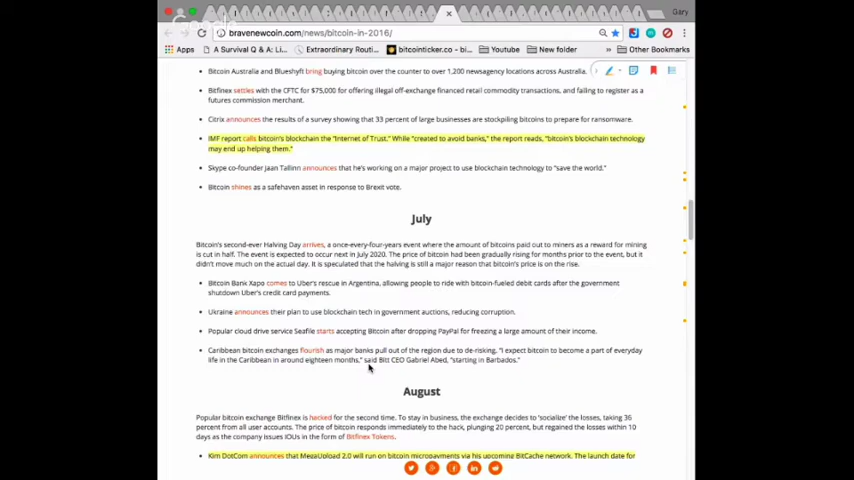 Gary
bravenewcoin.com/news/bitcoin-in-2016/
Apps A Survival Q & A: Li... Extraordinary Routi... bitcointicker.co - bi... Youtube New folder Other Bookmarks
Bitcoin Australia and Blueshyft bring buying bitcoin over the counter to over 1,200 newsagency locations across Australia.
Bitfinex settles with the CFTC for $75,000 for offering illegal off-exchange financed retail commodity transactions, and failing to register as a
futures commission merchant.
Citrix announces the results of a survey showing that 33 percent of large businesses are stockpiling bitcoins to prepare for ransomware.
IMF report calls bitcoin's blockchain the "Internet of Trust." While "created to avoid banks," the report reads, "bitcoin's blockchain technology
may end up helping them."
Skype co-founder Jaan Tallinn announces that he's working on a major project to use blockchain technology to "save the world."
Bitcoin shines as a safehaven asset in response to Brexit vote.
July
Bitcoin's second-ever Halving Day arrives, a once-every-four-years event where the amount of bitcoins paid out to miners as a reward for mining
is cut in half. The event is expected to occur next in July 2020. The price of bitcoin had been gradually rising for months prior to the event, but it
didn't move much on the actual day. It is speculated that the halving is still a major reason that bitcoin's price is on the rise.
Bitcoin Bank Xapo comes to Uber's rescue in Argentina, allowing people to ride with bitcoin-fueled debit cards after the government
shutdown Uber's credit card payments.
Ukraine announces their plan to use blockchain tech in government auctions, reducing corruption.
Popular cloud drive service Seafile starts accepting Bitcoin after dropping PayPal for freezing a large amount of their income.
Caribbean bitcoin exchanges flourish as major banks pull out of the region due to de-risking. "I expect bitcoin to become a part of everyday
life in the Caribbean in around eighteen months," said Bitt CEO Gabriel Abed, "starting in Barbados."
August
Popular bitcoin exchange Bitfinex is hacked for the second time. To stay in business, the exchange decides to 'socialize' the losses, taking 36
percent from all user accounts. The price of bitcoin responds immediately to the hack, plunging 20 percent, but regained the losses within 10
days as the company issues IOUs in the form of Bitfinex Tokens.
Kim DotCom announces that MegaUpload 2.0 will run on bitcoin micropayments via his upcoming BitCache network. The launch date for